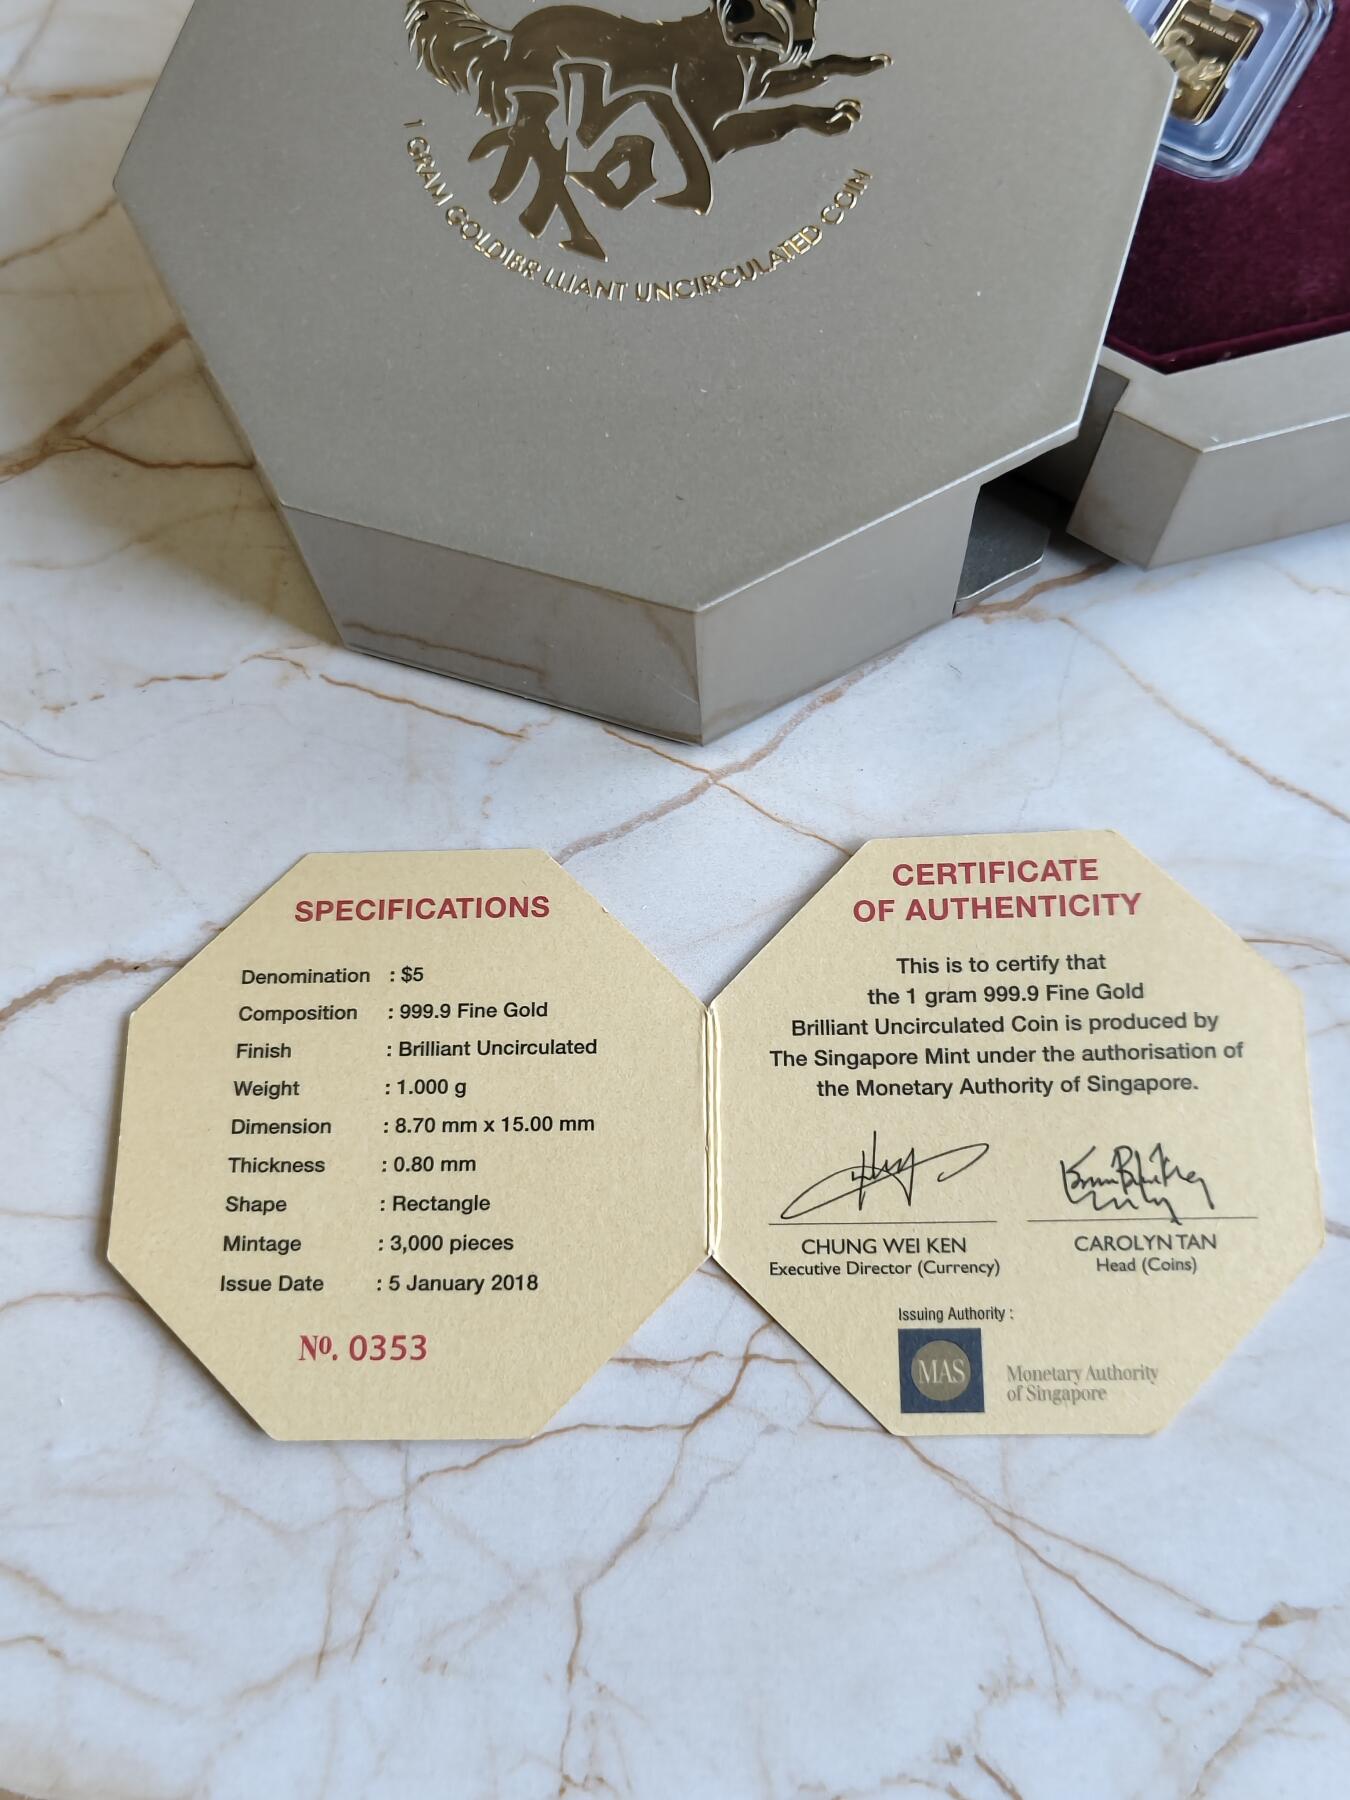 狗
1 GRAM GOLD BRILLIANT UNCIRCULATED COIN
SPECIFICATIONS
Denomination : $5
Composition : 999.9 Fine Gold
Finish : Brilliant Uncirculated
Weight : 1.000 g
Dimension : 8.70 mm x 15.00 mm
Thickness : 0.80 mm
Shape : Rectangle
Mintage : 3,000 pieces
Issue Date : 5 January 2018
No. 0353
CERTIFICATE
OF AUTHENTICITY
This is to certify that
the 1 gram 999.9 Fine Gold
Brilliant Uncirculated Coin is produced by
The Singapore Mint under the authorisation of
the Monetary Authority of Singapore.
CHUNG WEI KEN
Executive Director (Currency)
CAROLYN TAN
Head (Coins)
Issuing Authority :
MAS
Monetary Authority
of Singapore